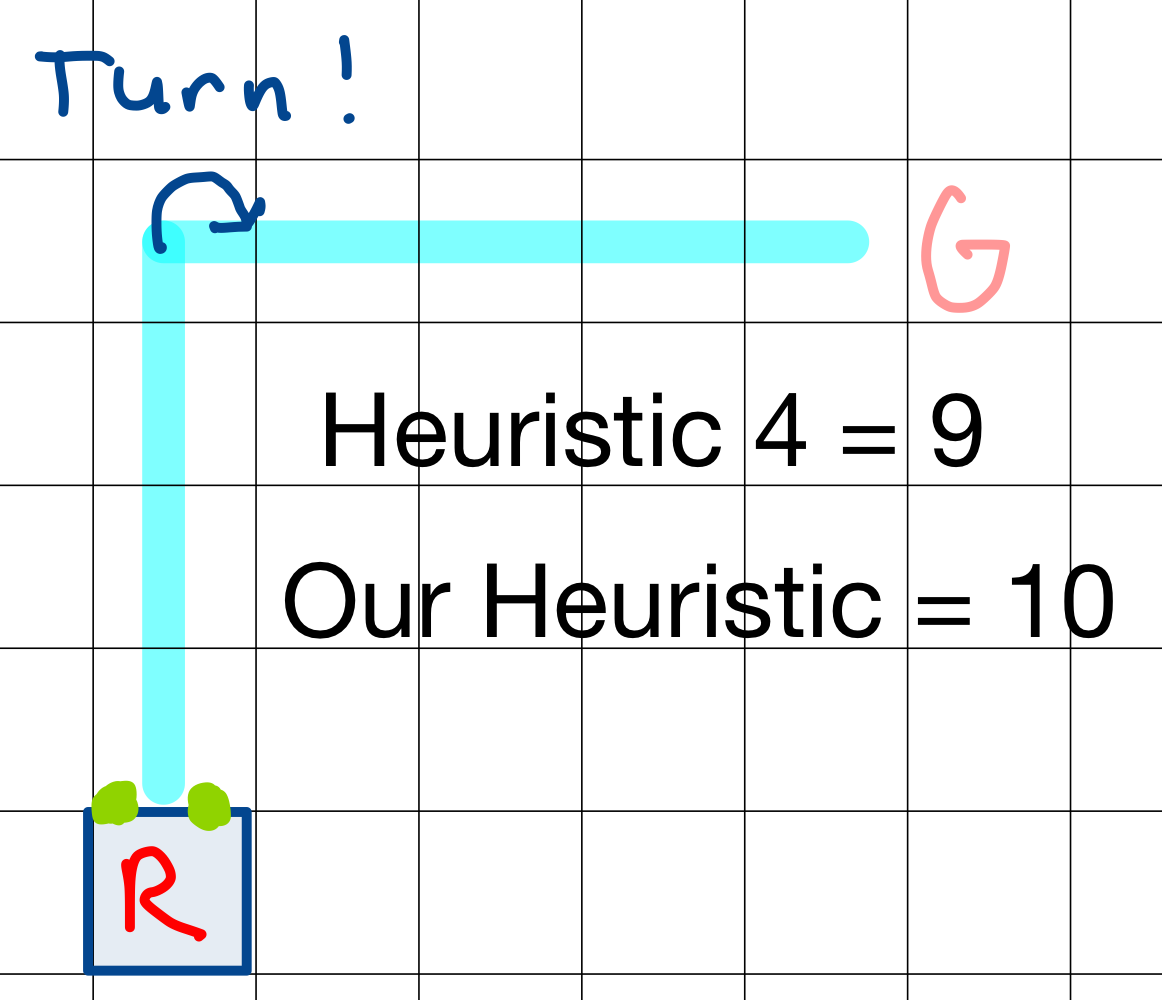 Turn!
G
Heuristic 4 = 9
Our Heuristic = 10
R